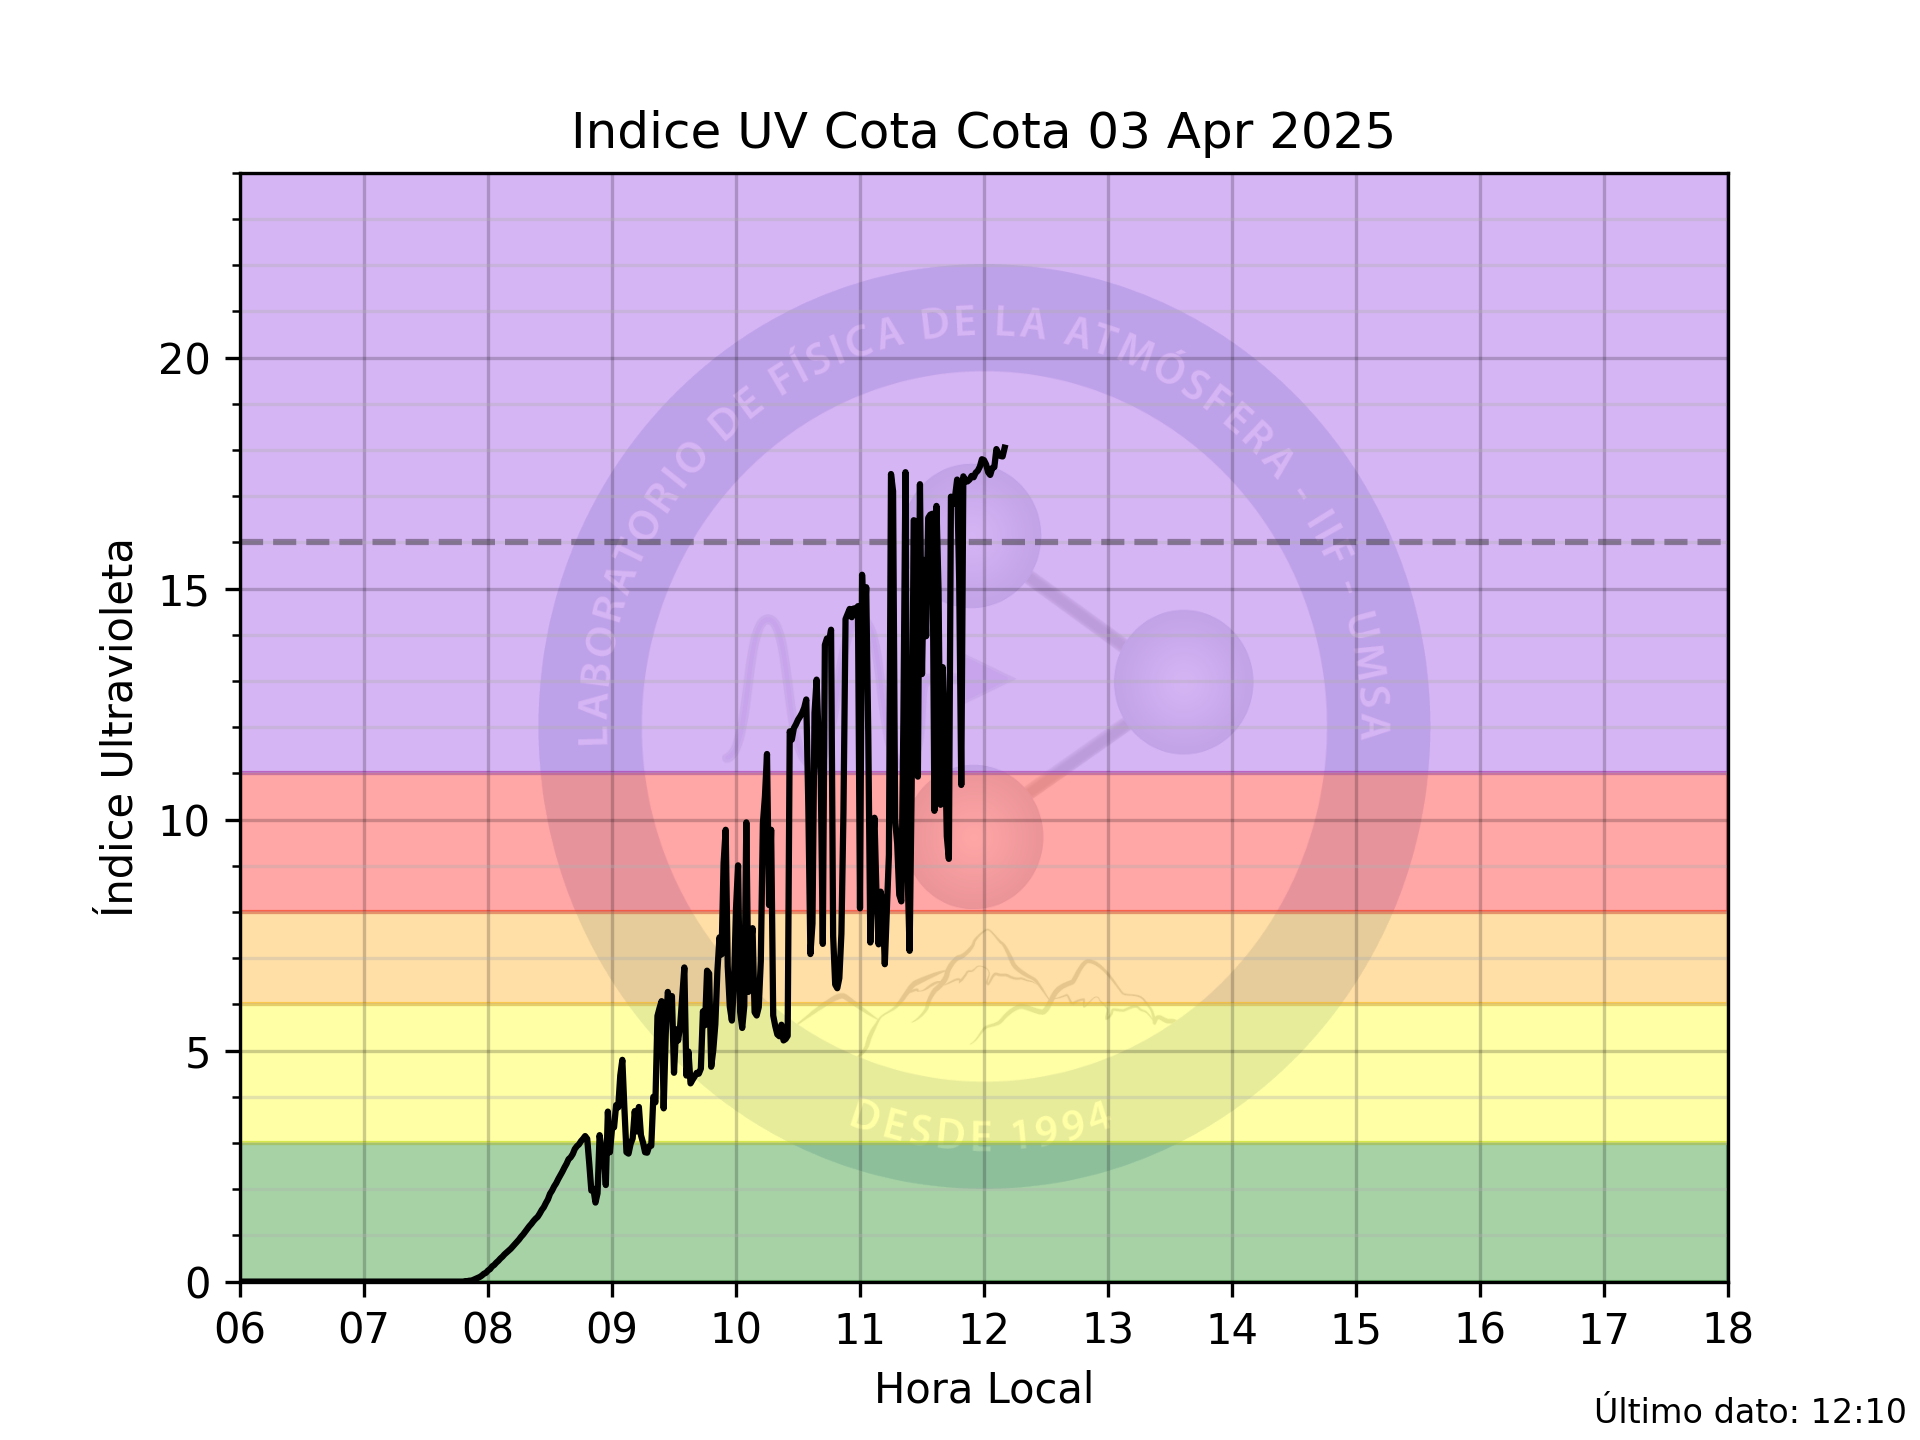 Indice UV Cota Cota 03 Apr 2025
LABORATORIO DE FÍSICA DE LA ATMÓSFERA - IIF - UMSA
DESDE 1994
Índice Ultravioleta
20
15
10
5
0
06 07 08 09 10 11 12 13 14 15 16 17 18
Hora Local
Último dato: 12:10